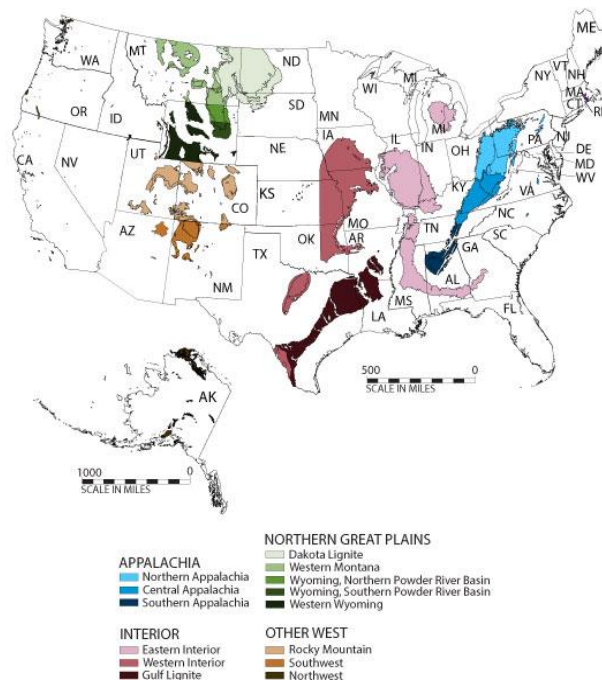 ME
WA
MT
ND
VT
NH
NY
MA
CT
RI
OR
ID
SD
MN
WI
MI
MI
PA
NJ
DE
MD
WV
CA
NV
UT
NE
IA
IL
IN
OH
CO
KS
MO
KY
VA
AZ
NM
OK
AR
TN
NC
SC
TX
LA
MS
AL
GA
FL
500 0
SCALE IN MILES
AK
1000 0
SCALE IN MILES
APPALACHIA
Northern Appalachia
Central Appalachia
Southern Appalachia
NORTHERN GREAT PLAINS
Dakota Lignite
Western Montana
Wyoming, Northern Powder River Basin
Wyoming, Southern Powder River Basin
Western Wyoming
INTERIOR
Eastern Interior
Western Interior
Gulf Lignite
OTHER WEST
Rocky Mountain
Southwest
Northwest